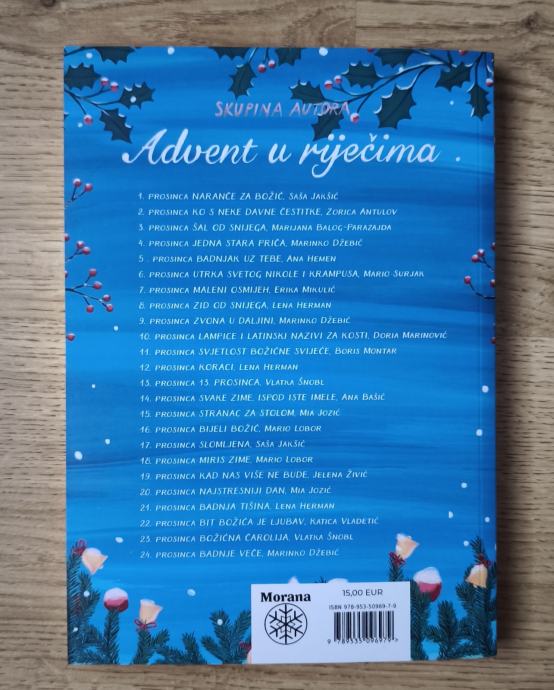 SKUPINA AUTORA
Advent u riječima
1. PROSINCA NARANČE ZA BOŽIĆ, SAŠA JAKŠIĆ
2. PROSINCA KO S NEKE DAVNE ČESTITKE, ZORICA ANTULOV
3. PROSINCA ŠAL OD SNIJEGA, MARIJANA BALOG-PARAZAJDA
4. PROSINCA JEDNA STARA PRIČA, MARINKO DŽEBIĆ
5 . PROSINCA BADNJAK UZ TEBE, ANA HEMEN
6. PROSINCA UTRKA SVETOG NIKOLE I KRAMPUSA, MARIO SURJAK
7. PROSINCA MALENI OSMIJEH, ERIKA MIKULIĆ
8. PROSINCA ZID OD SNIJEGA, LENA HERMAN
9. PROSINCA ZVONA U DALJINI, MARINKO DŽEBIĆ
10. PROSINCA LAMPICE I LATINSKI NAZIVI ZA KOSTI, DORIA MARINOVIĆ
11. PROSINCA SVJETLOST BOŽIĆNE SVIJEĆE, BORIS MONTAR
12. PROSINCA KORACI, LENA HERMAN
13. PROSINCA 13. PROSINCA, VLATKA ŠNOBL
14. PROSINCA SVAKE ZIME, ISPOD ISTE IMELE, ANA BAŠIĆ
15. PROSINCA STRANAC ZA STOLOM, MIA JOZIĆ
16. PROSINCA BIJELI BOŽIĆ, MARIO LOBOR
17. PROSINCA SLOMLJENA, SAŠA JAKŠIĆ
18. PROSINCA MIRIS ZIME, MARIO LOBOR
19. PROSINCA KAD NAS VIŠE NE BUDE, JELENA ŽIVIĆ
20. PROSINCA NAJSTRESNIJI DAN, MIA JOZIĆ
21. PROSINCA BADNJA TIŠINA, LENA HERMAN
22. PROSINCA BIT BOŽIĆA JE LJUBAV, KATICA VLADETIĆ
23. PROSINCA BOŽIĆNA ČAROLIJA, VLATKA ŠNOBL
24. PROSINCA BADNJE VEČE, MARINKO DŽEBIĆ
Morana
15,00 EUR
ISBN 978-953-50969-7-9
9 789535 096979 >